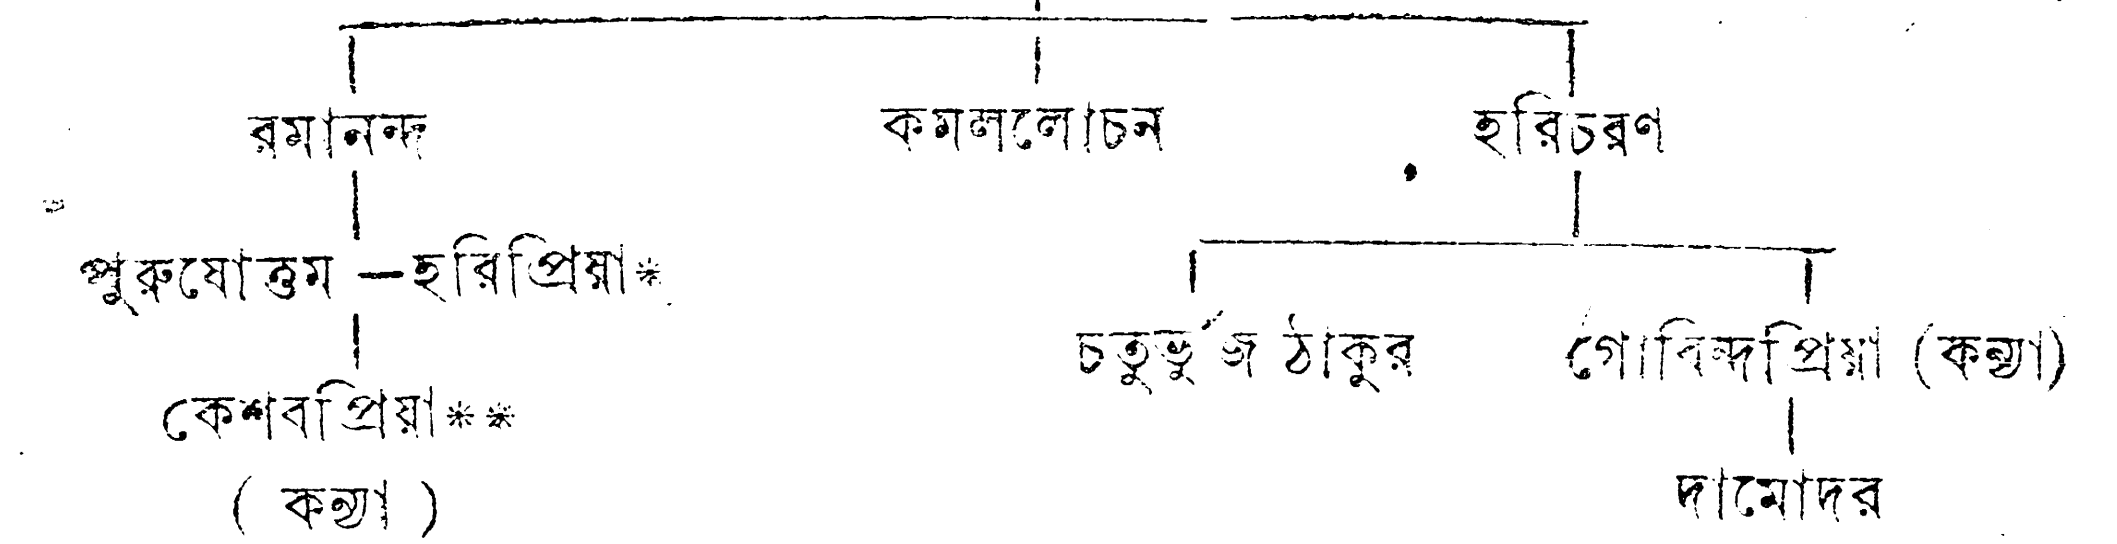 রমানন্দ কমললোচন হরিচরণ
পুরুষোত্তম — হরিপ্রিয়া*
চতুর্ভুজ ঠাকুর গোবিন্দপ্রিয়া (কন্যা)
কেশবপ্রিয়া**
( কন্যা )
দামোদর